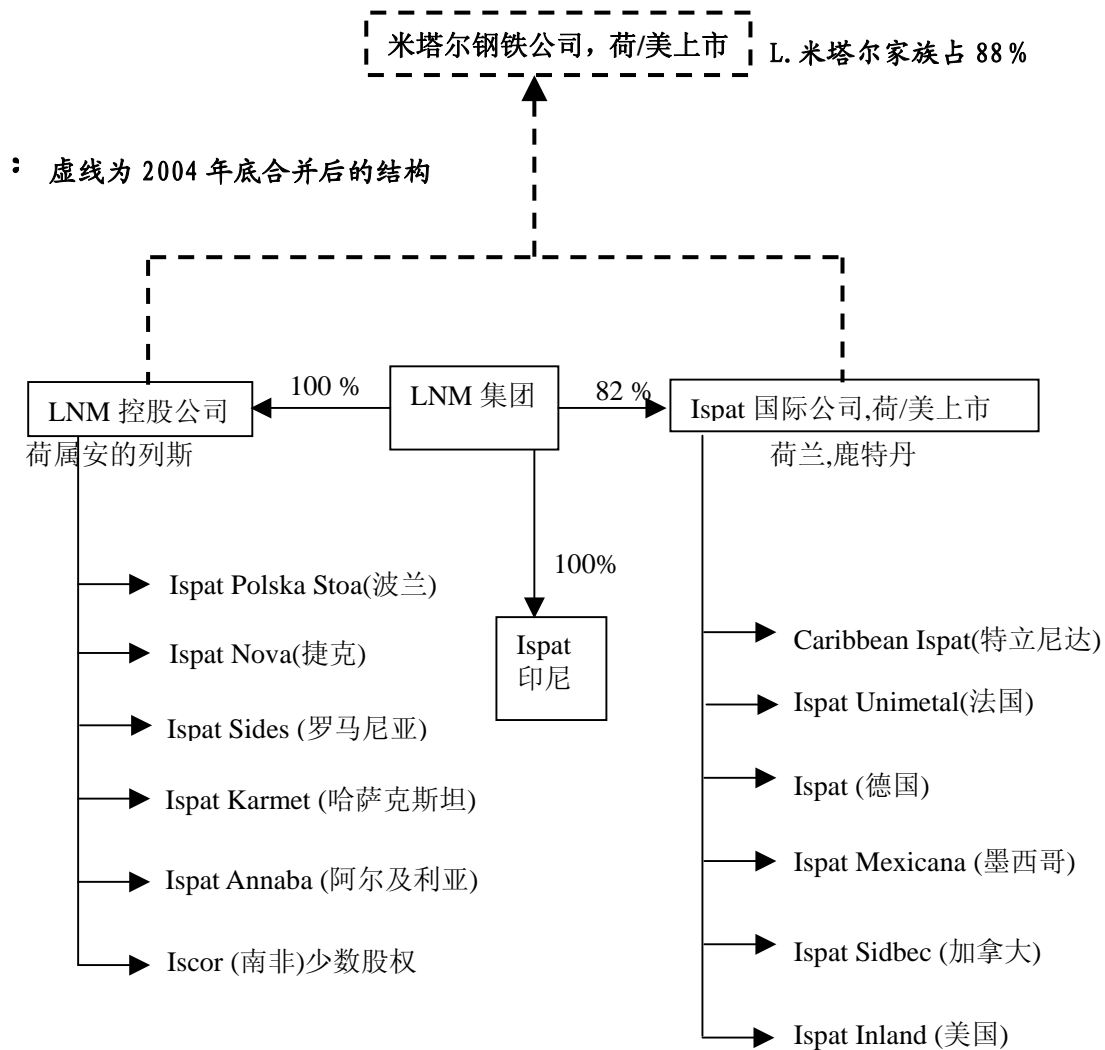 米塔尔钢铁公司，荷/美上市
L.米塔尔家族占 88%
： 虚线为 2004 年底合并后的结构
LNM 控股公司
100 %
LNM 集团
82 %
Ispat 国际公司,荷/美上市
荷属安的列斯
荷兰,鹿特丹
100%
Ispat
印尼
Ispat Polska Stoa(波兰)
Ispat Nova(捷克)
Ispat Sides (罗马尼亚)
Ispat Karmet (哈萨克斯坦)
Ispat Annaba (阿尔及利亚)
Iscor (南非)少数股权
Caribbean Ispat(特立尼达)
Ispat Unimetal(法国)
Ispat (德国)
Ispat Mexicana (墨西哥)
Ispat Sidbec (加拿大)
Ispat Inland (美国)